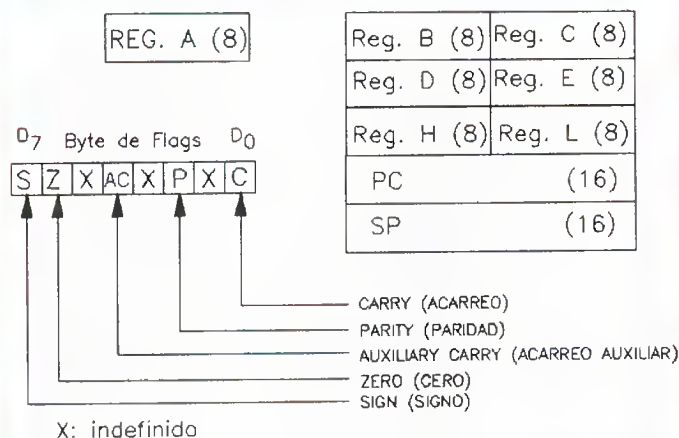 REG. A (8)
Reg. B (8) Reg. C (8)
Reg. D (8) Reg. E (8)
Reg. H (8) Reg. L (8)
PC (16)
SP (16)
D7 Byte de Flags D0
S Z X AC X P X C
CARRY (ACARREO)
PARITY (PARIDAD)
AUXILIARY CARRY (ACARREO AUXILIAR)
ZERO (CERO)
SIGN (SIGNO)
X: indefinido